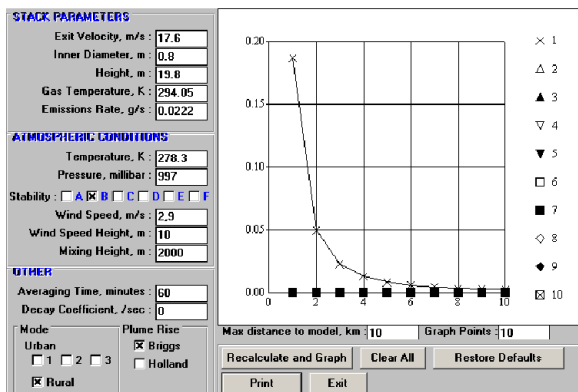 STACK PARAMETERS
Exit Velocity, m/s : 17.6
Inner Diameter, m : 0.8
Height, m : 19.8
Gas Temperature, K : 294.05
Emissions Rate, g/s : 0.0222
ATMOSPHERIC CONDITIONS
Temperature, K : 278.3
Pressure, millibar : 997
Stability : A B C D E F
Wind Speed, m/s : 2.9
Wind Speed Height, m : 10
Mixing Height, m : 2000
OTHER
Averaging Time, minutes : 60
Decay Coefficient, /sec : 0
Mode
Urban
1 2 3
Rural
Plume Rise
Briggs
Holland
0.20
0.15
0.10
0.05
0.00
0 2 4 6 8 10
1
2
3
4
5
6
7
8
9
10
Max distance to model, km : 10 Graph Points : 10
Recalculate and Graph Clear All Restore Defaults
Print Exit